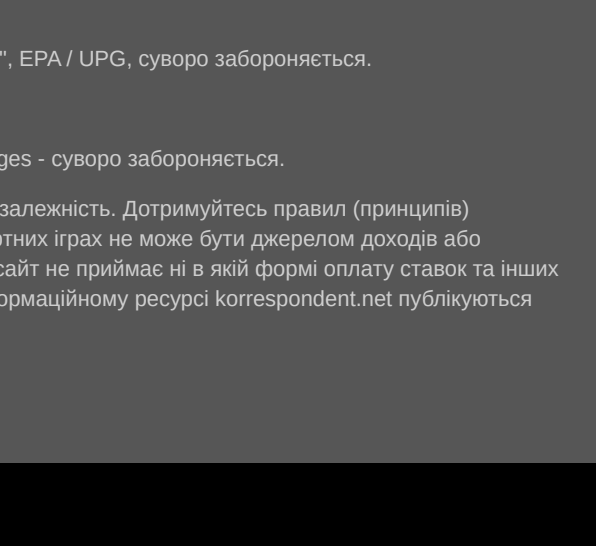 ", EPA / UPG, суворо забороняється.
ges - суворо забороняється.
залежність. Дотримуйтесь правил (принципів)
ртних іграх не може бути джерелом доходів або
сайт не приймає ні в якій формі оплату ставок та інших
ормаційному ресурсі korrespondent.net публікуються